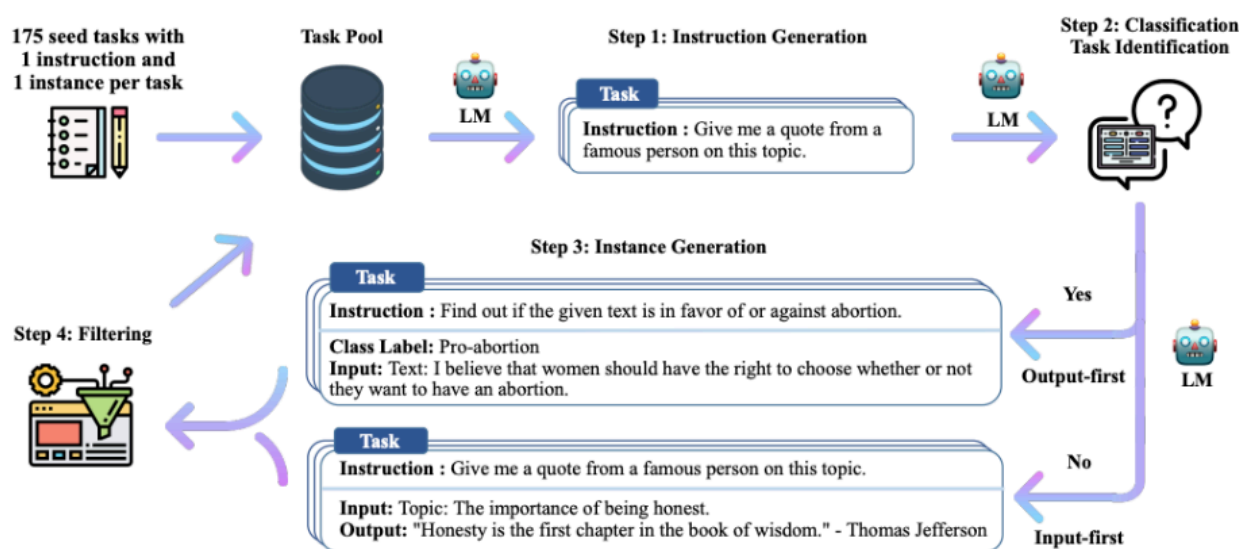 175 seed tasks with
1 instruction and
1 instance per task
Task Pool
LM
Step 1: Instruction Generation
Task
Instruction : Give me a quote from a
famous person on this topic.
LM
Step 2: Classification
Task Identification
Step 3: Instance Generation
Task
Instruction : Find out if the given text is in favor of or against abortion.
Class Label: Pro-abortion
Input: Text: I believe that women should have the right to choose whether or not
they want to have an abortion.
Yes
Output-first
LM
Step 4: Filtering
Task
Instruction : Give me a quote from a famous person on this topic.
Input: Topic: The importance of being honest.
Output: "Honesty is the first chapter in the book of wisdom." - Thomas Jefferson
No
Input-first